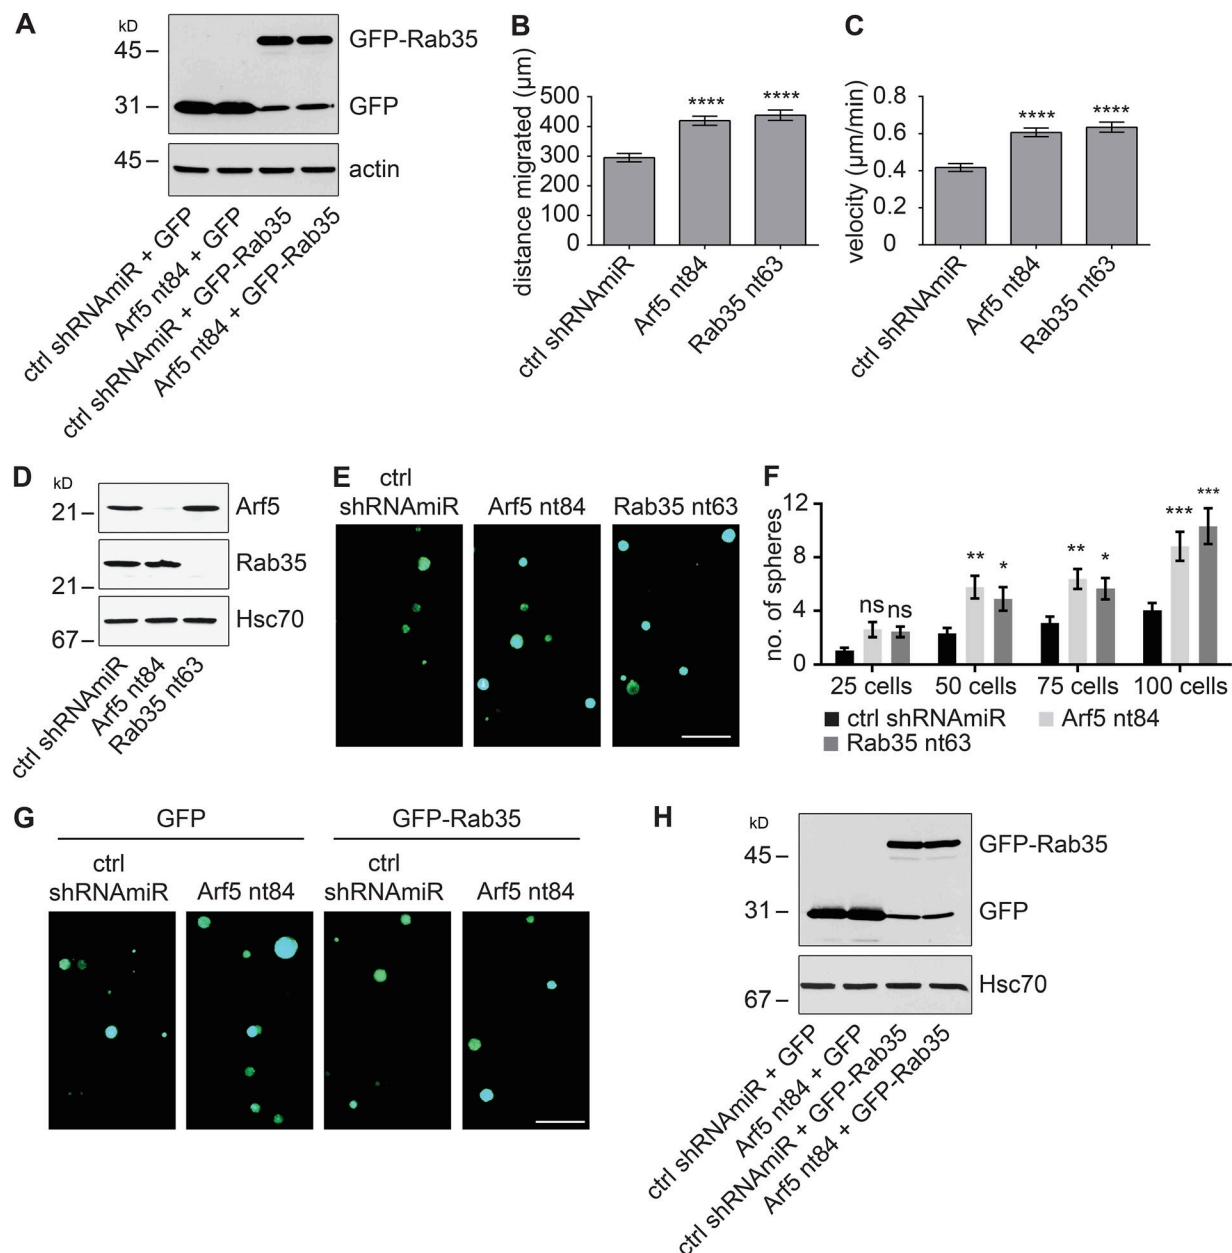 A
kD
45
31
45
GFP-Rab35
GFP
actin
ctrl shRNAmiR + GFP
Arf5 nt84 + GFP
ctrl shRNAmiR + GFP-Rab35
Arf5 nt84 + GFP-Rab35
B
distance migrated (µm)
500
400
300
200
100
0
****
****
ctrl shRNAmiR
Arf5 nt84
Rab35 nt63
C
velocity (µm/min)
0.8
0.6
0.4
0.2
0
****
****
ctrl shRNAmiR
Arf5 nt84
Rab35 nt63
D
kD
21
21
67
Arf5
Rab35
Hsc70
ctrl shRNAmiR
Arf5 nt84
Rab35 nt63
E
ctrl
shRNAmiR
Arf5 nt84
Rab35 nt63
F
no. of spheres
12
8
4
0
ns ns
** *
** *
*** ***
25 cells 50 cells 75 cells 100 cells
ctrl shRNAmiR Arf5 nt84
Rab35 nt63
G
GFP
GFP-Rab35
ctrl
shRNAmiR
Arf5 nt84
ctrl
shRNAmiR
Arf5 nt84
H
kD
45
31
67
GFP-Rab35
GFP
Hsc70
ctrl shRNAmiR + GFP
Arf5 nt84 + GFP
ctrl shRNAmiR + GFP-Rab35
Arf5 nt84 + GFP-Rab35